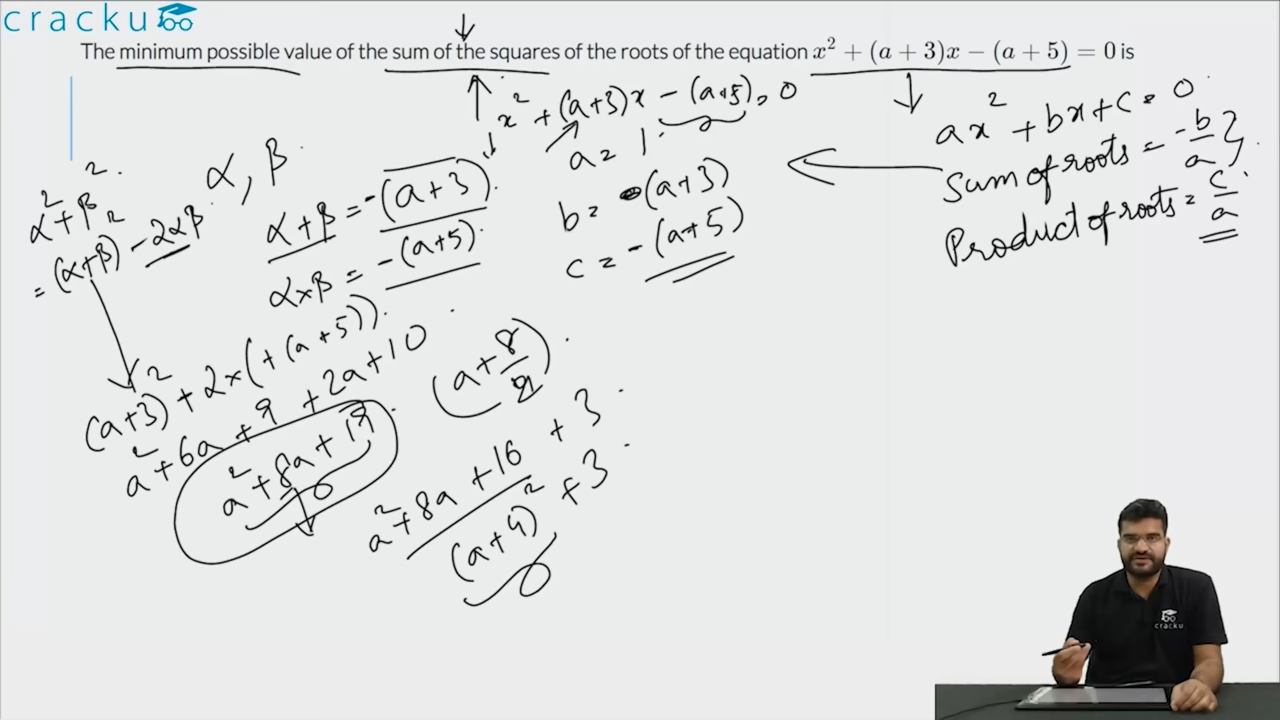 cracku
The minimum possible value of the sum of the squares of the roots of the equation x² + (a + 3)x − (a + 5) = 0 is
x² + (a+3)x − (a+5) = 0
a = 1
b = (a+3)
c = −(a+5)
ax² + bx + c = 0
Sum of roots = −b/a
Product of roots = c/a
α, β
α² + β²
= (α+β)² − 2αβ
α+β = −(a+3)
α×β = −(a+5)
(a+3)² + 2×(+(a+5))
a² + 6a + 9 + 2a + 10
a² + 8a + 19
(a + 8/2)
a² + 8a + 16 + 3
(a+4)² + 3
cracku